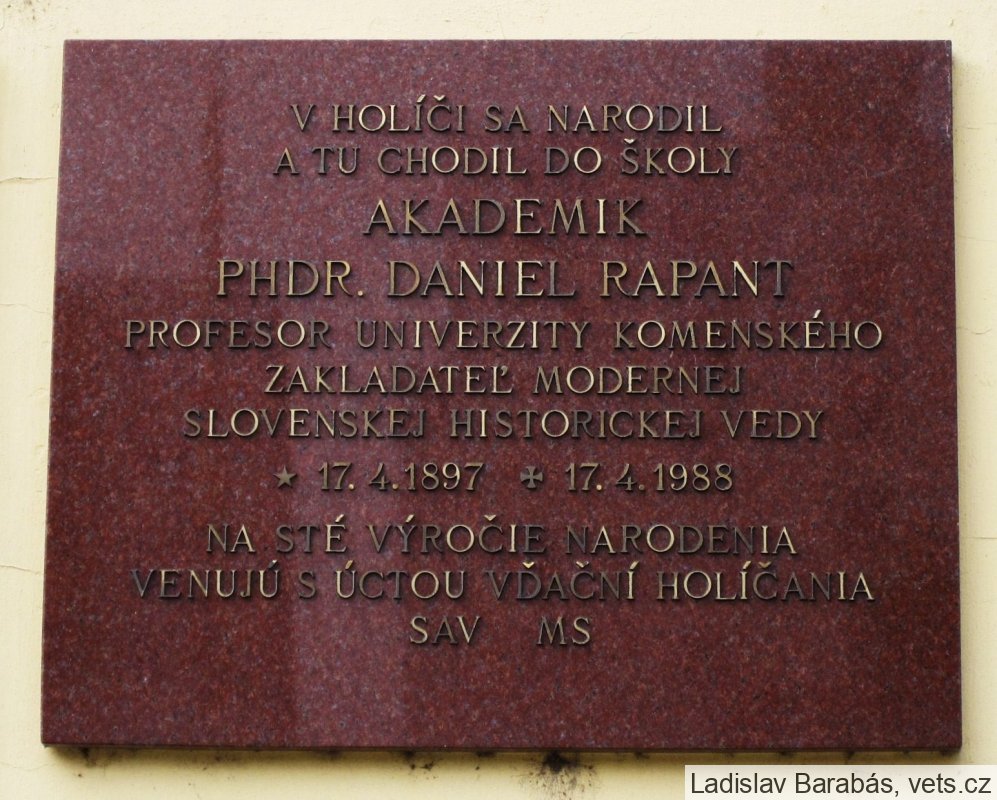 V HOLÍČI SA NARODIL
A TU CHODIL DO ŠKOLY
AKADEMIK
PHDR. DANIEL RAPANT
PROFESOR UNIVERZITY KOMENSKÉHO
ZAKLADATEĽ MODERNEJ
SLOVENSKEJ HISTORICKEJ VEDY
★ 17. 4. 1897 ✠ 17. 4. 1988
NA STÉ VÝROČIE NARODENIA
VENUJÚ S ÚCTOU VĎAČNÍ HOLÍČANIA
SAV MS
Ladislav Barabás, vets.cz